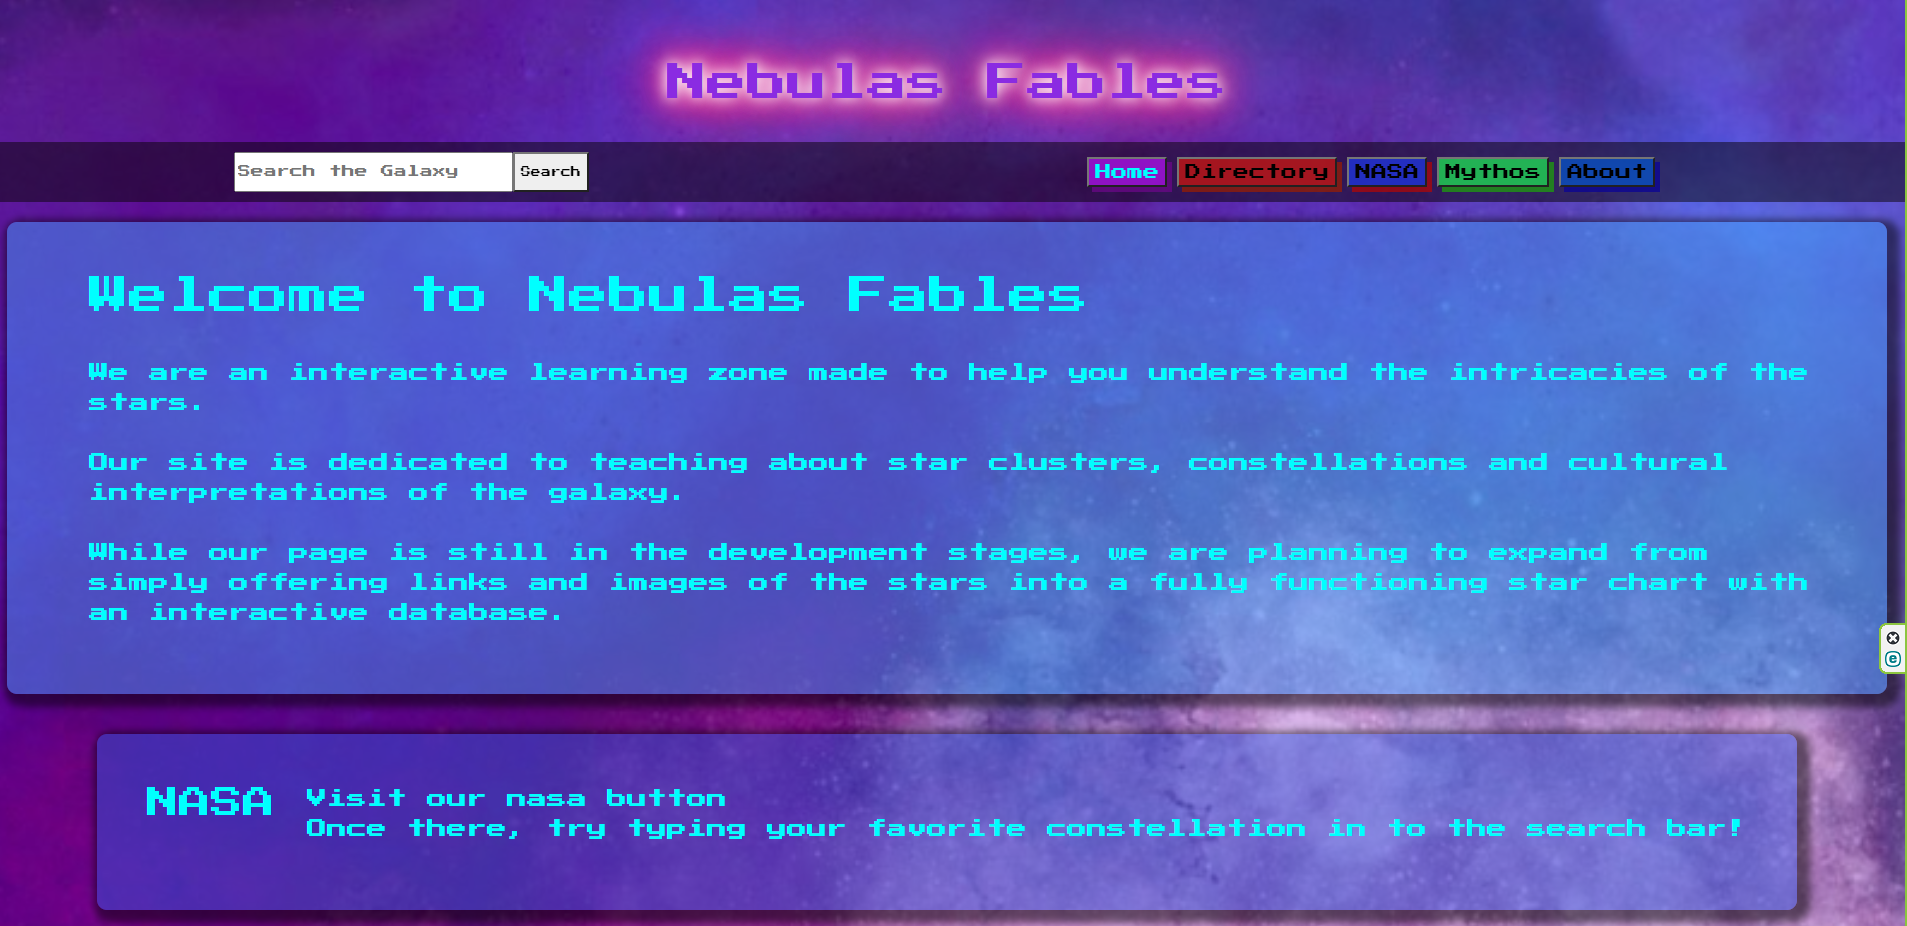 Nebulas Fables
Search the Galaxy Search Home Directory NASA Mythos About
Welcome to Nebulas Fables
We are an interactive learning zone made to help you understand the intricacies of the
stars.
Our site is dedicated to teaching about star clusters, constellations and cultural
interpretations of the galaxy.
While our page is still in the development stages, we are planning to expand from
simply offering links and images of the stars into a fully functioning star chart with
an interactive database.
NASA
Visit our nasa button
Once there, try typing your favorite constellation in to the search bar!